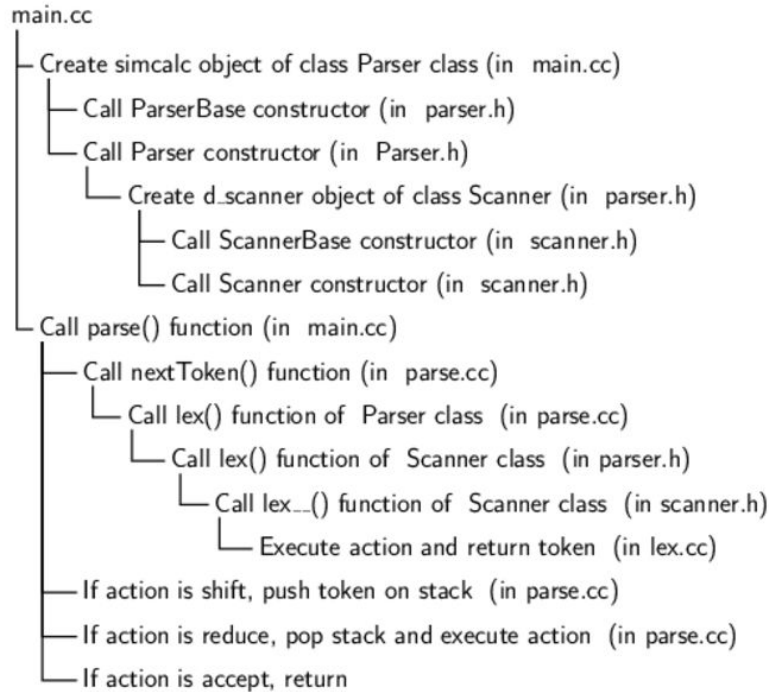 main.cc
Create simcalc object of class Parser class (in main.cc)
Call ParserBase constructor (in parser.h)
Call Parser constructor (in Parser.h)
Create d_scanner object of class Scanner (in parser.h)
Call ScannerBase constructor (in scanner.h)
Call Scanner constructor (in scanner.h)
Call parse() function (in main.cc)
Call nextToken() function (in parse.cc)
Call lex() function of Parser class (in parse.cc)
Call lex() function of Scanner class (in parser.h)
Call lex__() function of Scanner class (in scanner.h)
Execute action and return token (in lex.cc)
If action is shift, push token on stack (in parse.cc)
If action is reduce, pop stack and execute action (in parse.cc)
If action is accept, return